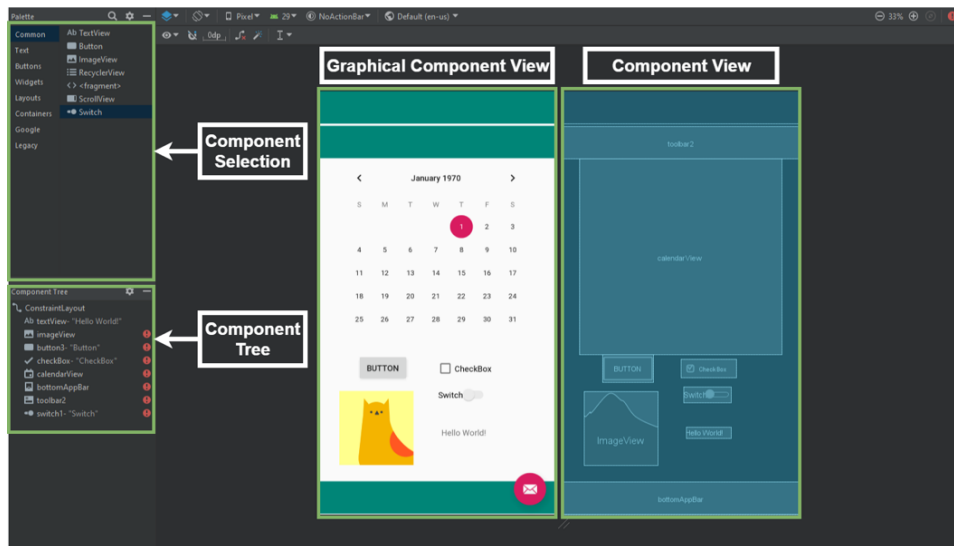 Palette
Pixel
29
NoActionBar
Default (en-us)
33%
Common
Text
Buttons
Widgets
Layouts
Containers
Google
Legacy
Ab TextView
Button
ImageView
RecyclerView
<> <fragment>
ScrollView
Switch
0dp
Graphical Component View
Component View
Component
Selection
Component
Tree
Component Tree
ConstraintLayout
Ab textView- "Hello World!"
imageView
button3- "Button"
checkBox- "CheckBox"
calendarView
bottomAppBar
toolbar2
switch1- "Switch"
January 1970
S M T W T F S
1 2 3
4 5 6 7 8 9 10
11 12 13 14 15 16 17
18 19 20 21 22 23 24
25 26 27 28 29 30 31
BUTTON
CheckBox
Switch
Hello World!
toolbar2
calendarView
BUTTON
CheckBox
Switch
ImageView
Hello World!
bottomAppBar